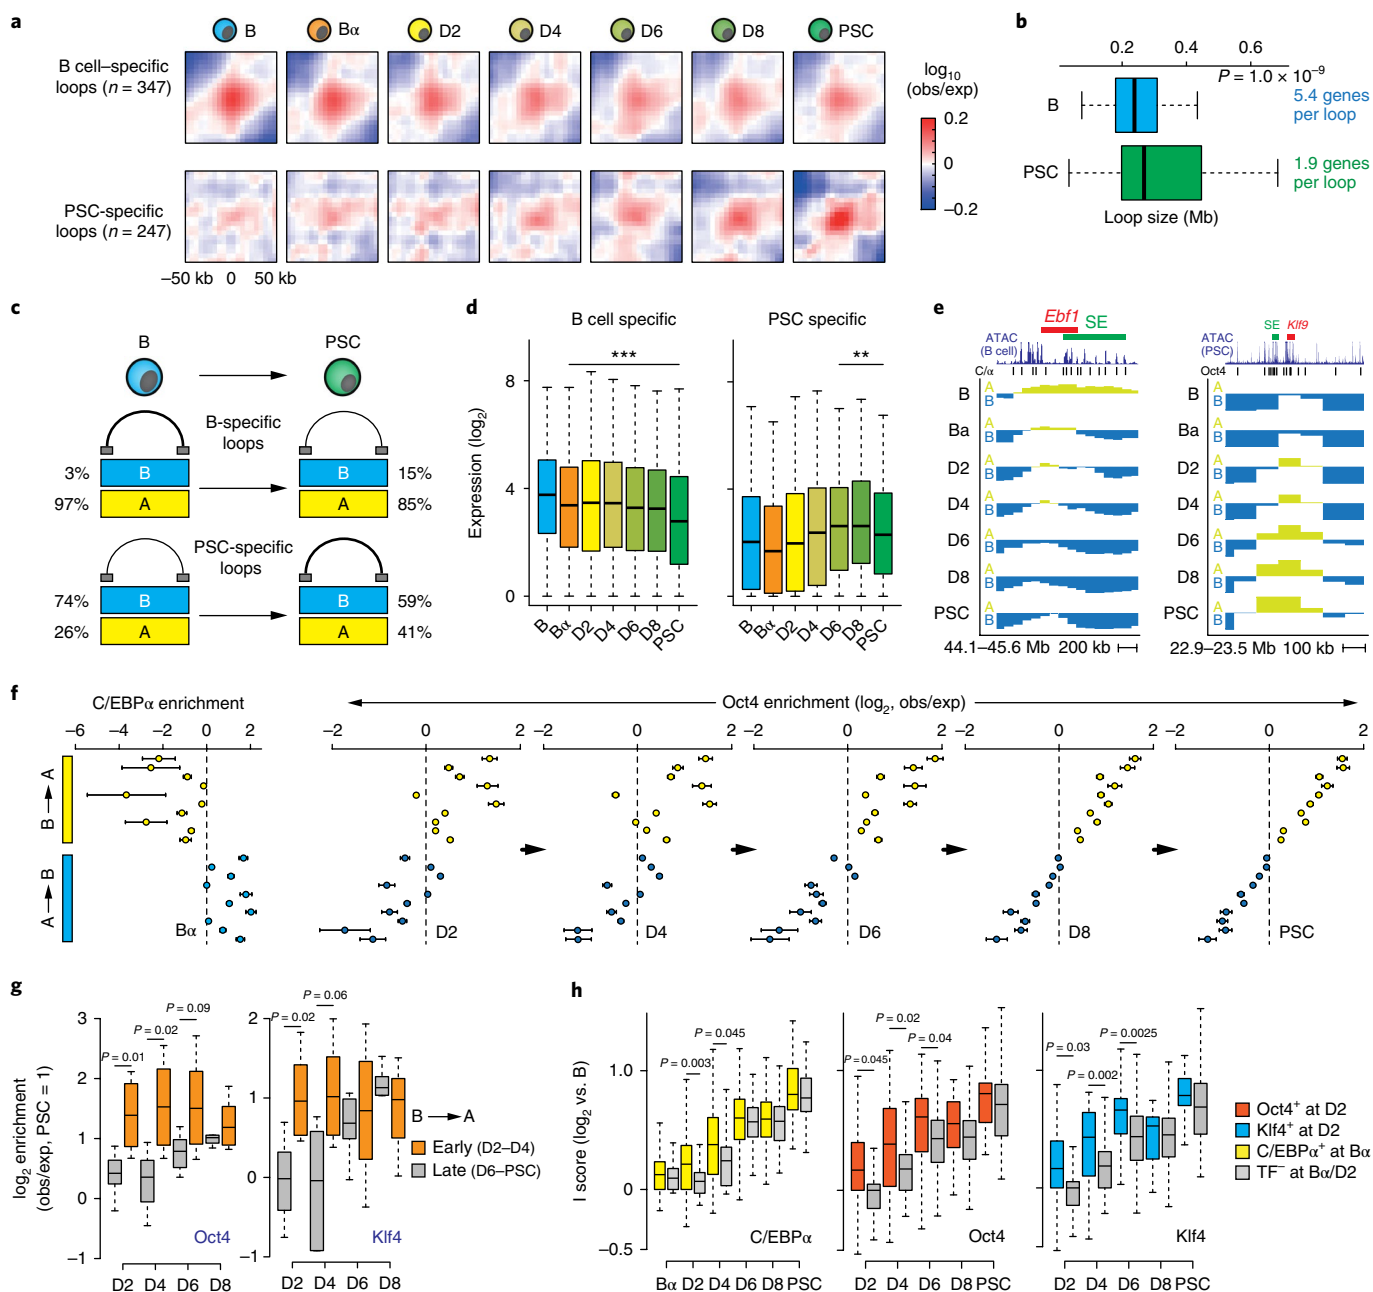 a
B
Bα
D2
D4
D6
D8
PSC
B cell–specific
loops (n = 347)
PSC-specific
loops (n = 247)
–50 kb 0 50 kb
log10
(obs/exp)
0.2
0
–0.2
b
0.2 0.4 0.6
P = 1.0 × 10–9
B
5.4 genes
per loop
PSC
1.9 genes
per loop
Loop size (Mb)
c
B
PSC
B-specific
loops
3% B B 15%
97% A A 85%
PSC-specific
loops
74% B B 59%
26% A A 41%
d
B cell specific
PSC specific
***
**
Expression (log2)
8
4
0
B Bα D2 D4 D6 D8 PSC
B Bα D2 D4 D6 D8 PSC
e
Ebf1
SE
ATAC
(B cell)
C/α
B A B
Ba A B
D2 A B
D4 A B
D6 A B
D8 A B
PSC A B
44.1–45.6 Mb 200 kb
SE Klf9
ATAC
(PSC)
Oct4
B A B
Ba A B
D2 A B
D4 A B
D6 A B
D8 A B
PSC A B
22.9–23.5 Mb 100 kb
f
C/EBPα enrichment
Oct4 enrichment (log2, obs/exp)
–6 –4 –2 0 2
–2 0 2
–2 0 2
–2 0 2
–2 0 2
–2 0 2
B A
A B
Bα
D2
D4
D6
D8
PSC
g
log2 enrichment
(obs/exp, PSC = 1)
3
2
1
0
–1
P = 0.01
P = 0.02
P = 0.09
Oct4
D2 D4 D6 D8
2
1
0
–1
P = 0.02
P = 0.06
Klf4
D2 D4 D6 D8
B A
Early (D2–D4)
Late (D6–PSC)
h
I score (log2 vs. B)
1.0
0
–0.5
P = 0.003
P = 0.045
C/EBPα
Bα D2 D4 D6 D8 PSC
P = 0.045
P = 0.02
P = 0.04
Oct4
D2 D4 D6 D8 PSC
P = 0.03
P = 0.002
P = 0.0025
Klf4
D2 D4 D6 D8 PSC
Oct4+ at D2
Klf4+ at D2
C/EBPα+ at Bα
TF– at Bα/D2